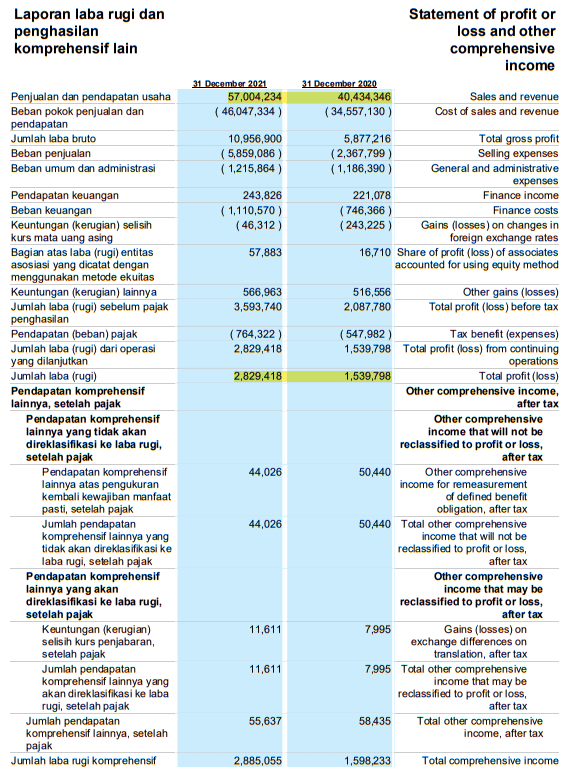 Laporan laba rugi dan
penghasilan
komprehensif lain
Statement of profit or
loss and other
comprehensive
income
31 December 2021 31 December 2020
Penjualan dan pendapatan usaha 57,004,234 40,434,346 Sales and revenue
Beban pokok penjualan dan
pendapatan ( 46,047,334 ) ( 34,557,130 ) Cost of sales and revenue
Jumlah laba bruto 10,956,900 5,877,216 Total gross profit
Beban penjualan ( 5,859,086 ) ( 2,367,799 ) Selling expenses
Beban umum dan administrasi ( 1,215,864 ) ( 1,186,390 ) General and administrative
expenses
Pendapatan keuangan 243,826 221,078 Finance income
Beban keuangan ( 1,110,570 ) ( 746,366 ) Finance costs
Keuntungan (kerugian) selisih
kurs mata uang asing ( 46,312 ) ( 243,225 ) Gains (losses) on changes in
foreign exchange rates
Bagian atas laba (rugi) entitas
asosiasi yang dicatat dengan
menggunakan metode ekuitas 57,883 16,710 Share of profit (loss) of associates
accounted for using equity method
Keuntungan (kerugian) lainnya 566,963 516,556 Other gains (losses)
Jumlah laba (rugi) sebelum pajak
penghasilan 3,593,740 2,087,780 Total profit (loss) before tax
Pendapatan (beban) pajak ( 764,322 ) ( 547,982 ) Tax benefit (expenses)
Jumlah laba (rugi) dari operasi
yang dilanjutkan 2,829,418 1,539,798 Total profit (loss) from continuing
operations
Jumlah laba (rugi) 2,829,418 1,539,798 Total profit (loss)
Pendapatan komprehensif
lainnya, setelah pajak
Other comprehensive income,
after tax
Pendapatan komprehensif
lainnya yang tidak akan
direklasifikasi ke laba rugi,
setelah pajak
Other comprehensive
income that will not be
reclassified to profit or loss,
after tax
Pendapatan komprehensif
lainnya atas pengukuran
kembali kewajiban manfaat
pasti, setelah pajak 44,026 50,440 Other comprehensive
income for remeasurement
of defined benefit
obligation, after tax
Jumlah pendapatan
komprehensif lainnya yang
tidak akan direklasifikasi ke
laba rugi, setelah pajak 44,026 50,440 Total other comprehensive
income that will not be
reclassified to profit or loss,
after tax
Pendapatan komprehensif
lainnya yang akan
direklasifikasi ke laba rugi,
setelah pajak
Other comprehensive
income that may be
reclassified to profit or loss,
after tax
Keuntungan (kerugian)
selisih kurs penjabaran,
setelah pajak 11,611 7,995 Gains (losses) on
exchange differences on
translation, after tax
Jumlah pendapatan
komprehensif lainnya yang
akan direklasifikasi ke laba
rugi, setelah pajak 11,611 7,995 Total other comprehensive
income that may be
reclassified to profit or loss,
after tax
Jumlah pendapatan
komprehensif lainnya, setelah
pajak 55,637 58,435 Total other comprehensive
income, after tax
Jumlah laba rugi komprehensif 2,885,055 1,598,233 Total comprehensive income